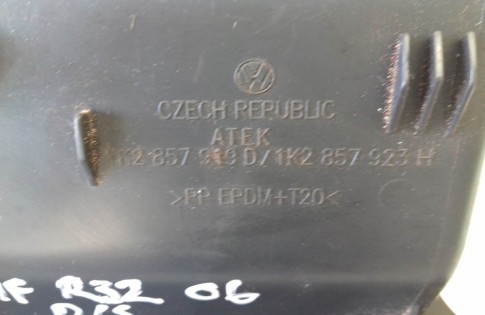 CZECH REPUBLIC
ATEK
1K2 857 919 D/1K2 857 923 H
>PP EPDM+T20<
R32 06